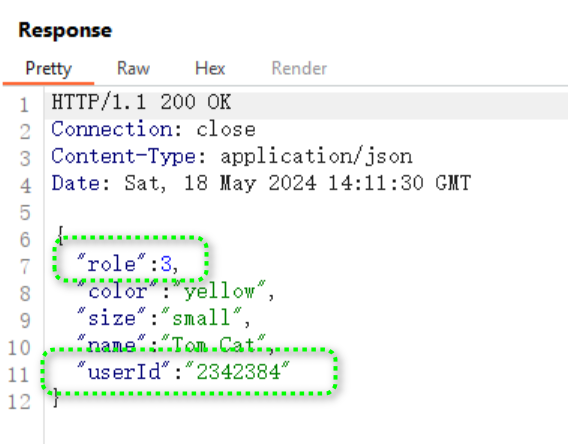 Response
Pretty Raw Hex Render
1 HTTP/1.1 200 OK
2 Connection: close
3 Content-Type: application/json
4 Date: Sat, 18 May 2024 14:11:30 GMT
5
6 {
7 "role":3,
8 "color":"yellow",
9 "size":"small",
10 "name":"Tom Cat",
11 "userId":"2342384"
12 }